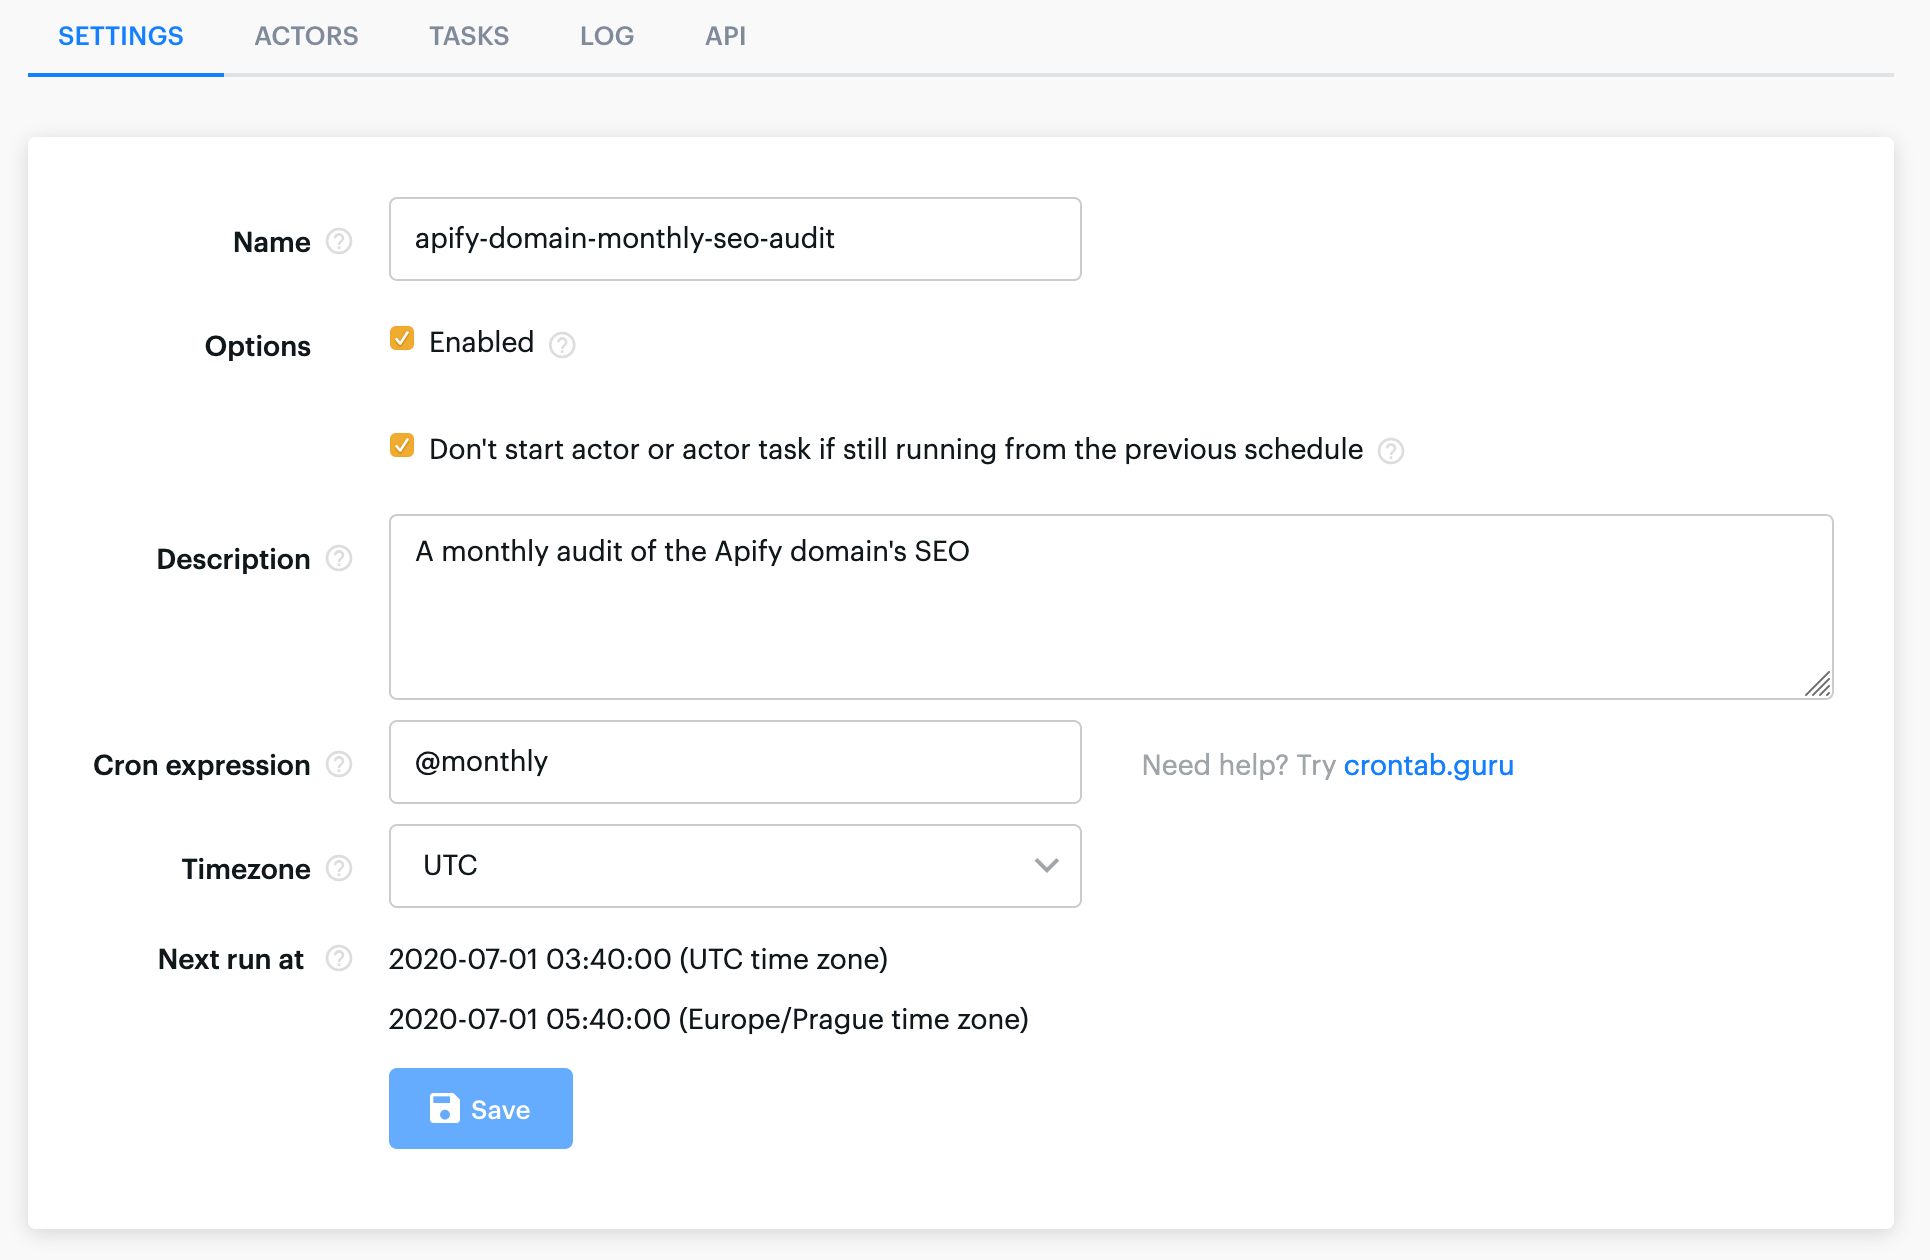 SETTINGS ACTORS TASKS LOG API
Name ? apify-domain-monthly-seo-audit
Options Enabled ?
Don't start actor or actor task if still running from the previous schedule ?
Description ? A monthly audit of the Apify domain's SEO
Cron expression ? @monthly Need help? Try crontab.guru
Timezone ? UTC
Next run at ? 2020-07-01 03:40:00 (UTC time zone)
2020-07-01 05:40:00 (Europe/Prague time zone)
Save